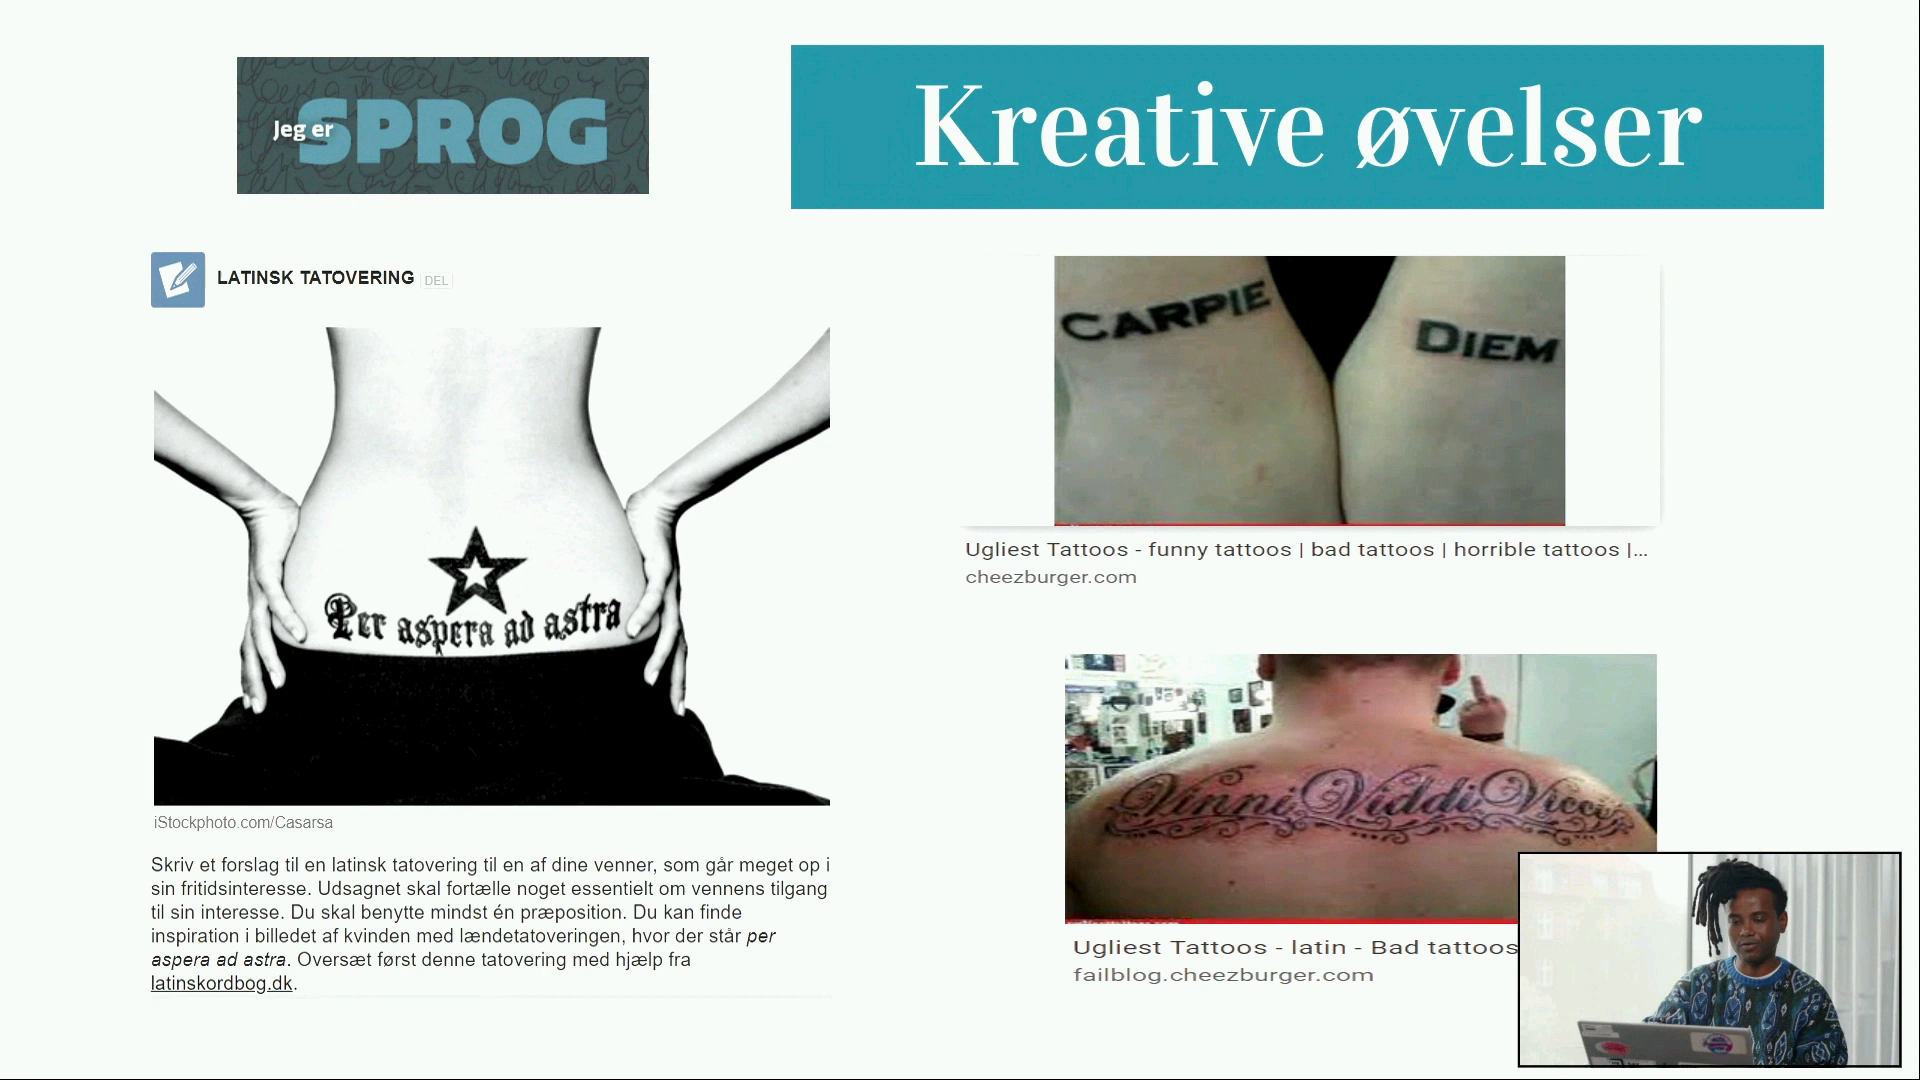 Jeg er SPROG
Kreative øvelser
LATINSK TATOVERING DEL
Per aspera ad astra
iStockphoto.com/Casarsa
Skriv et forslag til en latinsk tatovering til en af dine venner, som går meget op i
sin fritidsinteresse. Udsagnet skal fortælle noget essentielt om vennens tilgang
til sin interesse. Du skal benytte mindst én præposition. Du kan finde
inspiration i billedet af kvinden med lændetatoveringen, hvor der står per
aspera ad astra. Oversæt først denne tatovering med hjælp fra
latinskordbog.dk.
CARPIE DIEM
Ugliest Tattoos - funny tattoos | bad tattoos | horrible tattoos |...
cheezburger.com
Vinni Viddi Vicci
Ugliest Tattoos - latin - Bad tattoos
failblog.cheezburger.com